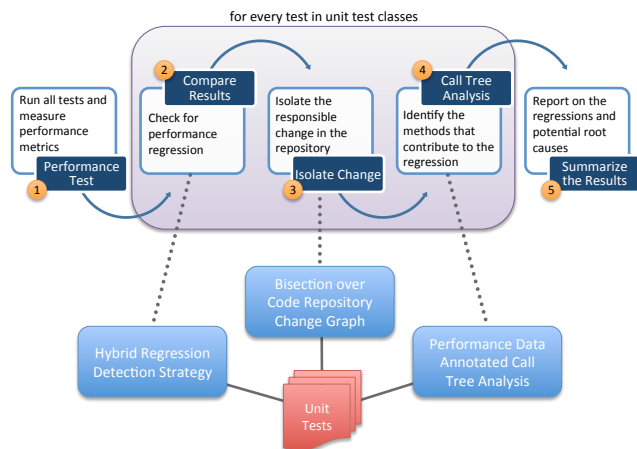 for every test in unit test classes
Run all tests and
measure
performance
metrics
1
Performance
Test
2
Compare
Results
Check for
performance
regression
Isolate the
responsible
change in the
repository
3
Isolate Change
4
Call Tree
Analysis
Identify the
methods that
contribute to the
regression
Report on the
regressions and
potential root
causes
5
Summarize
the Results
Bisection over
Code Repository
Change Graph
Hybrid Regression
Detection Strategy
Performance Data
Annotated Call
Tree Analysis
Unit
Tests